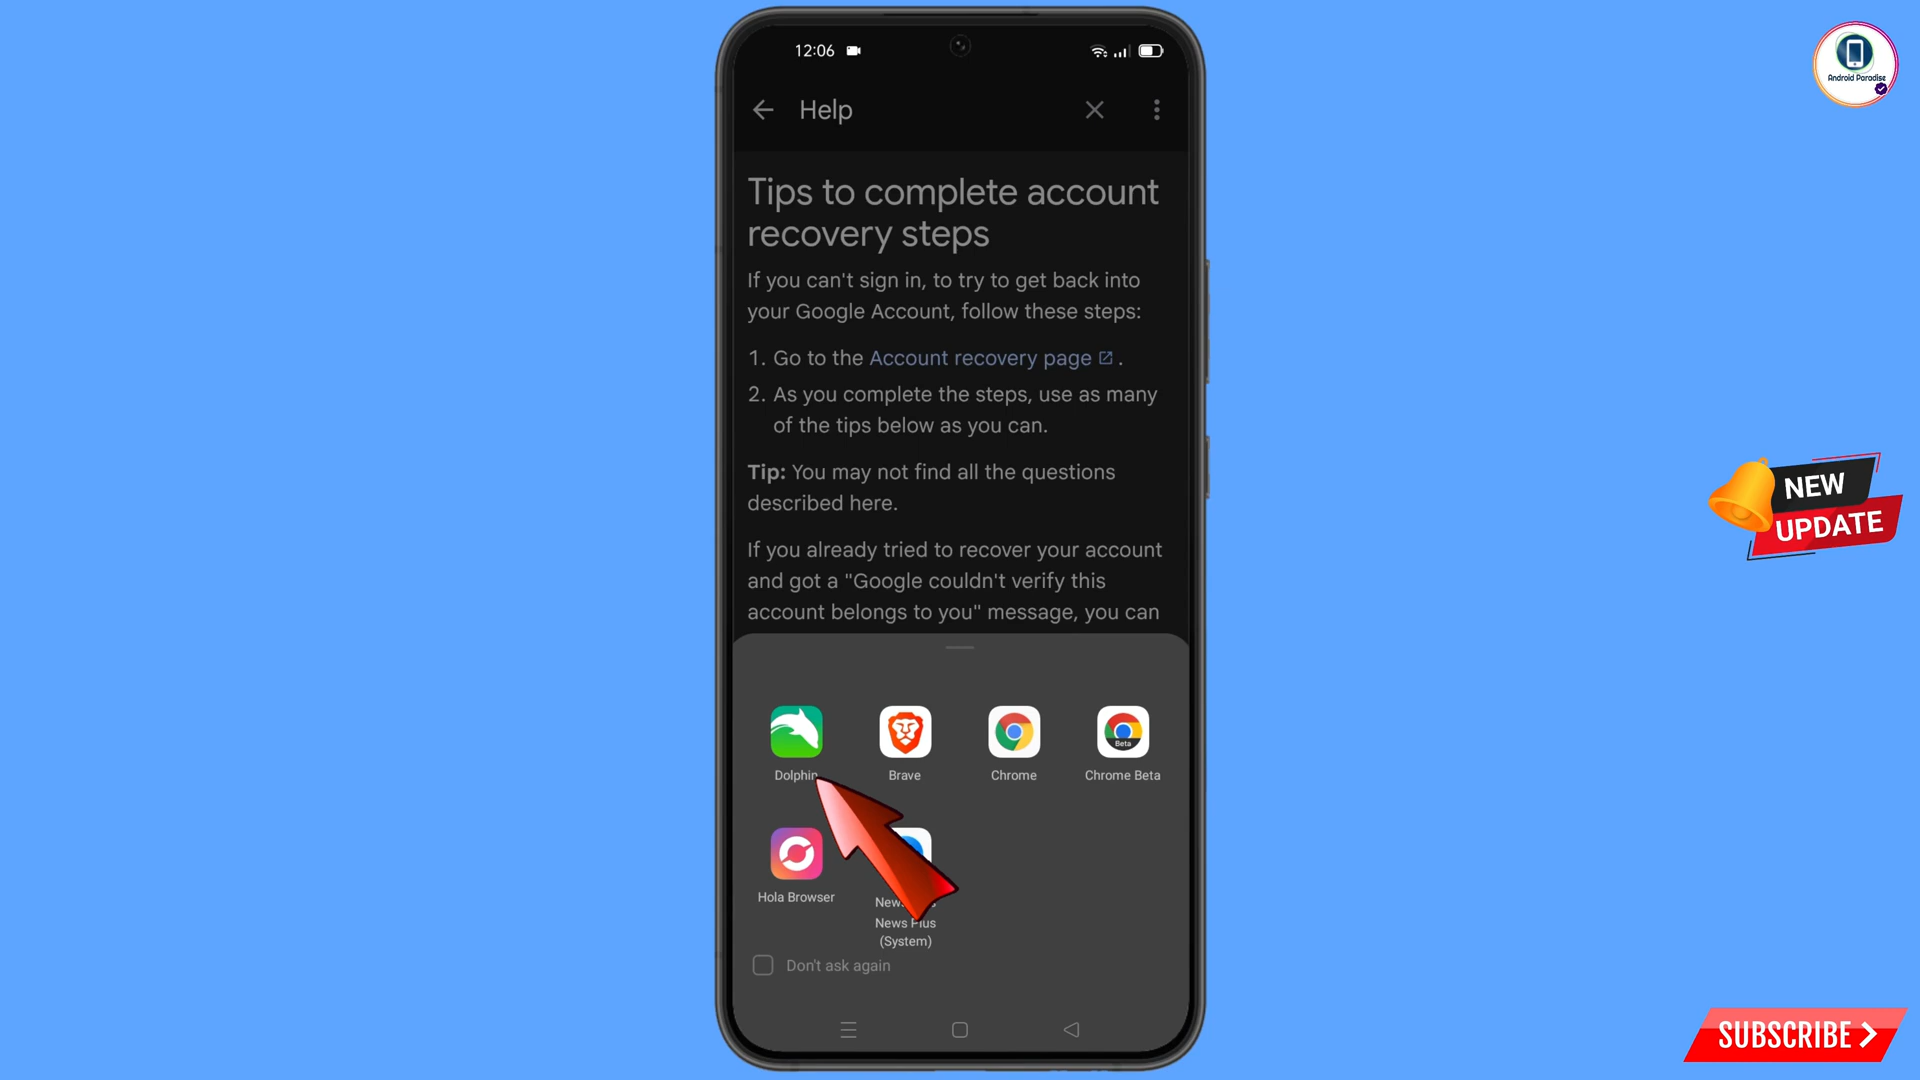 12:06
Android Paradise
Help
Tips to complete account
recovery steps
If you can't sign in, to try to get back into
your Google Account, follow these steps:
1. Go to the Account recovery page .
2. As you complete the steps, use as many
of the tips below as you can.
Tip: You may not find all the questions
described here.
NEW
UPDATE
If you already tried to recover your account
and got a "Google couldn't verify this
account belongs to you" message, you can
Dolphin
Brave
Chrome
Beta
Chrome Beta
Hola Browser
News Plus
(System)
Don't ask again
SUBSCRIBE